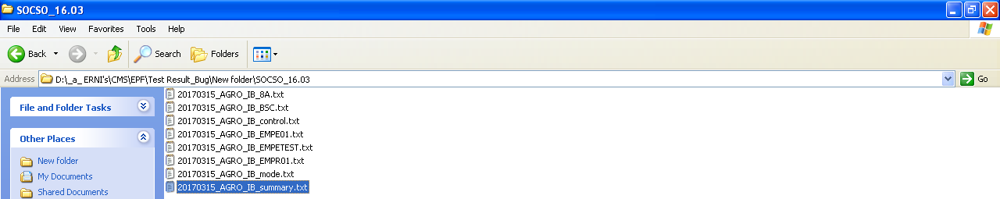 SOCSO_16.03
File Edit View Favorites Tools Help
Back Search Folders
Address D:\_a_ ERNI's\CMS\EPF\Test Result_Bug\New folder\SOCSO_16.03 Go
File and Folder Tasks
Other Places
New folder
My Documents
Shared Documents
20170315_AGRO_IB_8A.txt
20170315_AGRO_IB_BSC.txt
20170315_AGRO_IB_control.txt
20170315_AGRO_IB_EMPE01.txt
20170315_AGRO_IB_EMPETEST.txt
20170315_AGRO_IB_EMPR01.txt
20170315_AGRO_IB_mode.txt
20170315_AGRO_IB_summary.txt